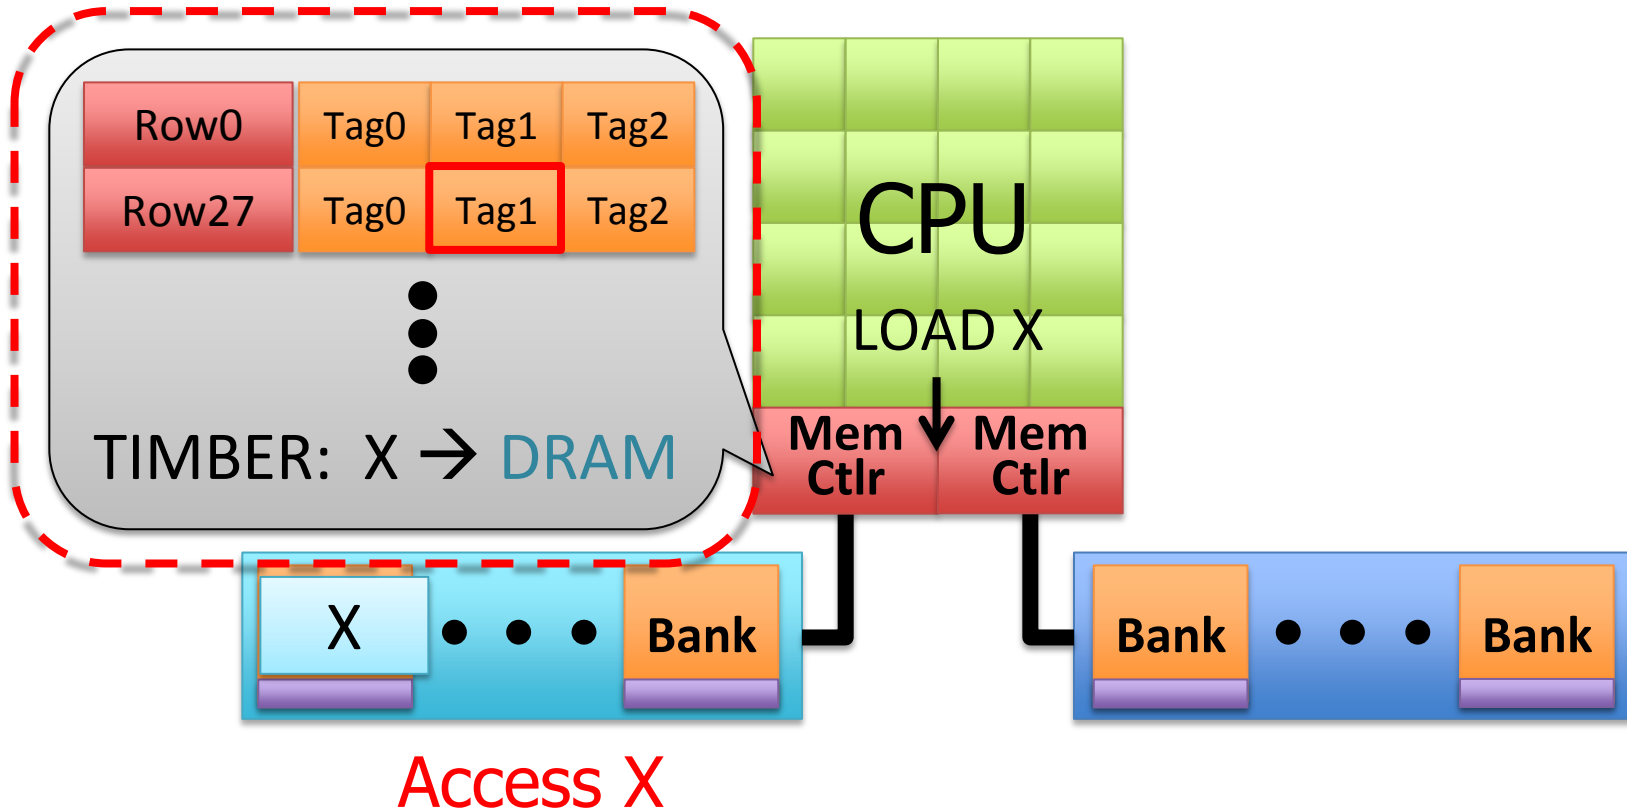 Row0 Tag0 Tag1 Tag2
Row27 Tag0 Tag1 Tag2
TIMBER: X → DRAM
CPU
LOAD X
Mem Ctlr
Mem Ctlr
X Bank
Bank Bank
Access X